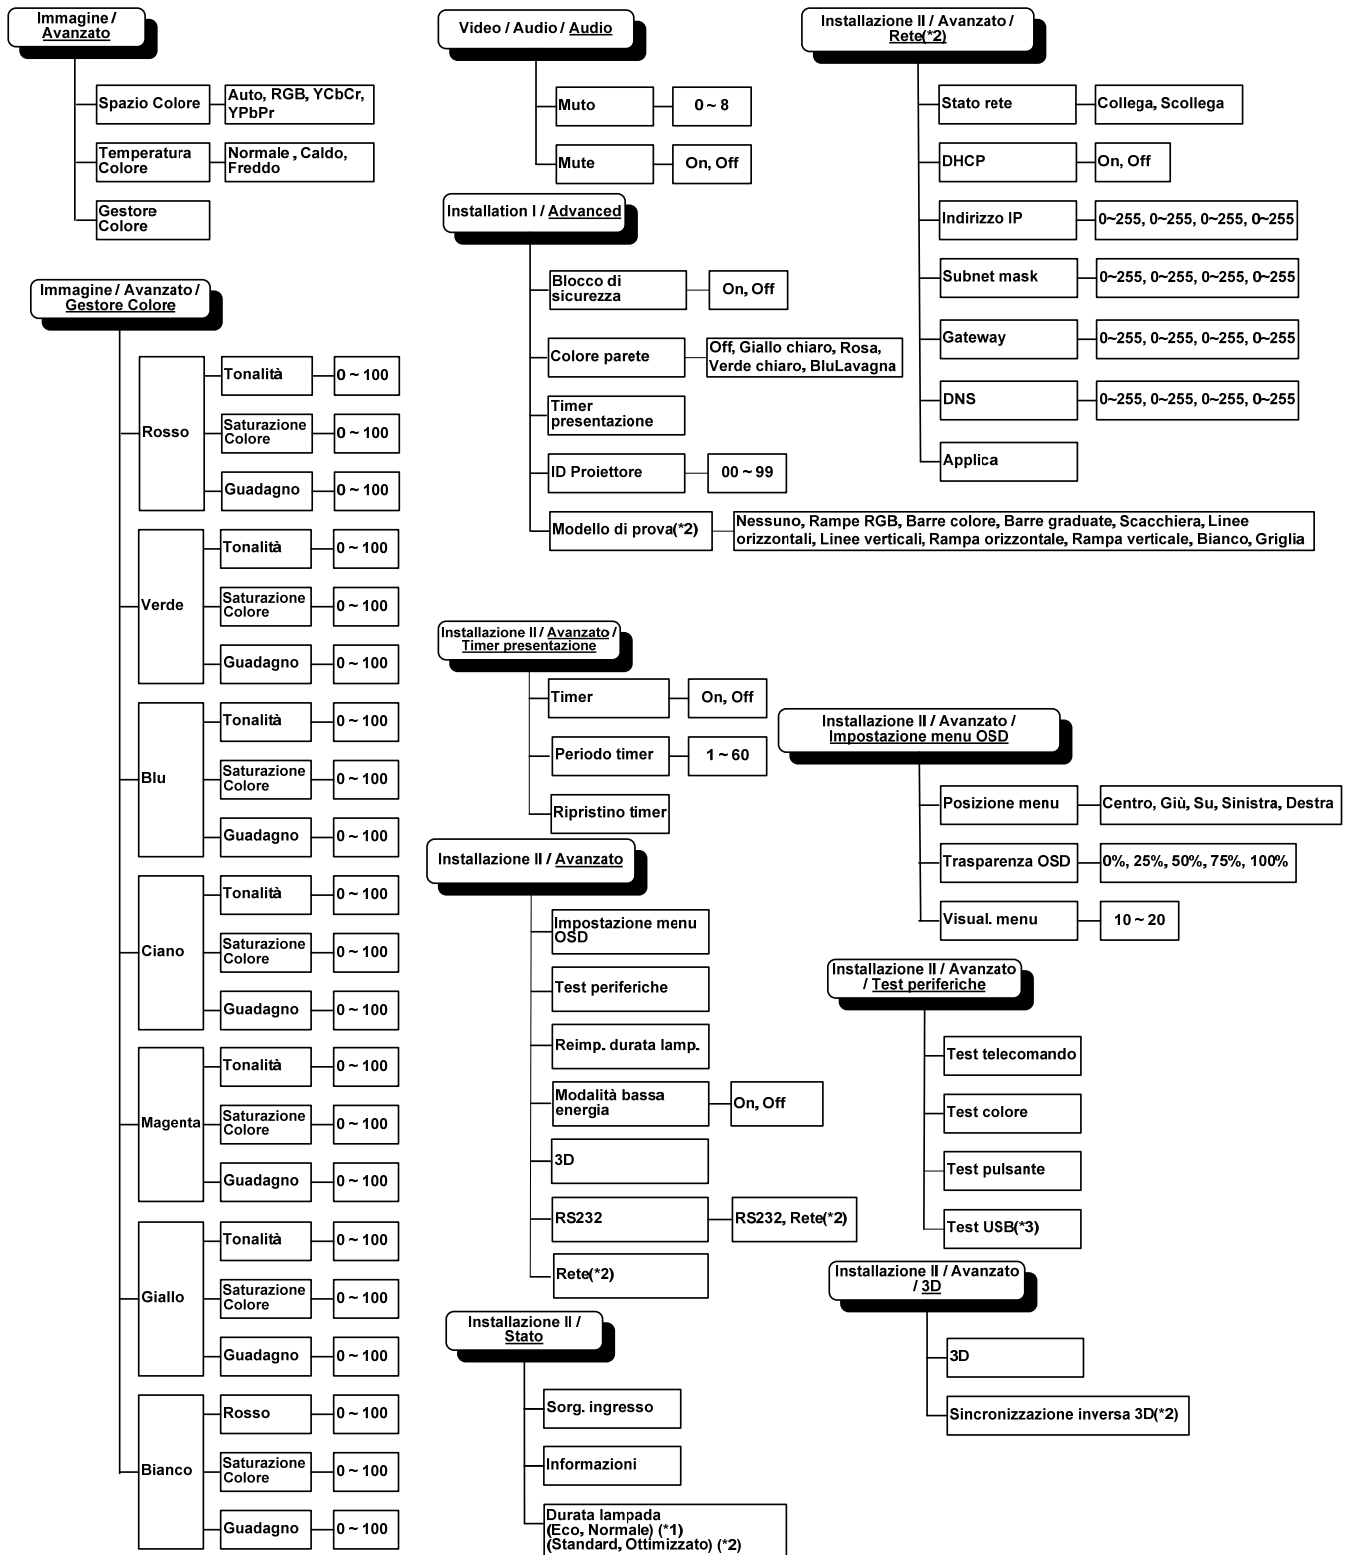 Immagine /
Avanzato
Spazio Colore
Auto, RGB, YCbCr,
YPbPr
Temperatura
Colore
Normale , Caldo,
Freddo
Gestore
Colore
Immagine / Avanzato /
Gestore Colore
Rosso
Tonalità
0 ~ 100
Saturazione
Colore
0 ~ 100
Guadagno
0 ~ 100
Verde
Tonalità
0 ~ 100
Saturazione
Colore
0 ~ 100
Guadagno
0 ~ 100
Blu
Tonalità
0 ~ 100
Saturazione
Colore
0 ~ 100
Guadagno
0 ~ 100
Ciano
Tonalità
0 ~ 100
Saturazione
Colore
0 ~ 100
Guadagno
0 ~ 100
Magenta
Tonalità
0 ~ 100
Saturazione
Colore
0 ~ 100
Guadagno
0 ~ 100
Giallo
Tonalità
0 ~ 100
Saturazione
Colore
0 ~ 100
Guadagno
0 ~ 100
Bianco
Rosso
0 ~ 100
Saturazione
Colore
0 ~ 100
Guadagno
0 ~ 100
Video / Audio / Audio
Muto
0 ~ 8
Mute
On, Off
Installation I / Advanced
Blocco di
sicurezza
On, Off
Colore parete
Off, Giallo chiaro, Rosa,
Verde chiaro, BluLavagna
Timer
presentazione
ID Proiettore
00 ~ 99
Modello di prova(*2)
Nessuno, Rampe RGB, Barre colore, Barre graduate, Scacchiera, Linee
orizzontali, Linee verticali, Rampa orizzontale, Rampa verticale, Bianco, Griglia
Installazione II / Avanzato /
Timer presentazione
Timer
On, Off
Periodo timer
1 ~ 60
Ripristino timer
Installazione II / Avanzato
Impostazione menu
OSD
Test periferiche
Reimp. durata lamp.
Modalità bassa
energia
On, Off
3D
RS232
RS232, Rete(*2)
Rete(*2)
Installazione II /
Stato
Sorg. ingresso
Informazioni
Durata lampada
(Eco, Normale) (*1)
(Standard, Ottimizzato) (*2)
Installazione II / Avanzato /
Rete(*2)
Stato rete
Collega, Scollega
DHCP
On, Off
Indirizzo IP
0~255, 0~255, 0~255, 0~255
Subnet mask
0~255, 0~255, 0~255, 0~255
Gateway
0~255, 0~255, 0~255, 0~255
DNS
0~255, 0~255, 0~255, 0~255
Applica
Installazione II / Avanzato /
Impostazione menu OSD
Posizione menu
Centro, Giù, Su, Sinistra, Destra
Trasparenza OSD
0%, 25%, 50%, 75%, 100%
Visual. menu
10 ~ 20
Installazione II / Avanzato
/ Test periferiche
Test telecomando
Test colore
Test pulsante
Test USB(*3)
Installazione II / Avanzato
/ 3D
3D
Sincronizzazione inversa 3D(*2)